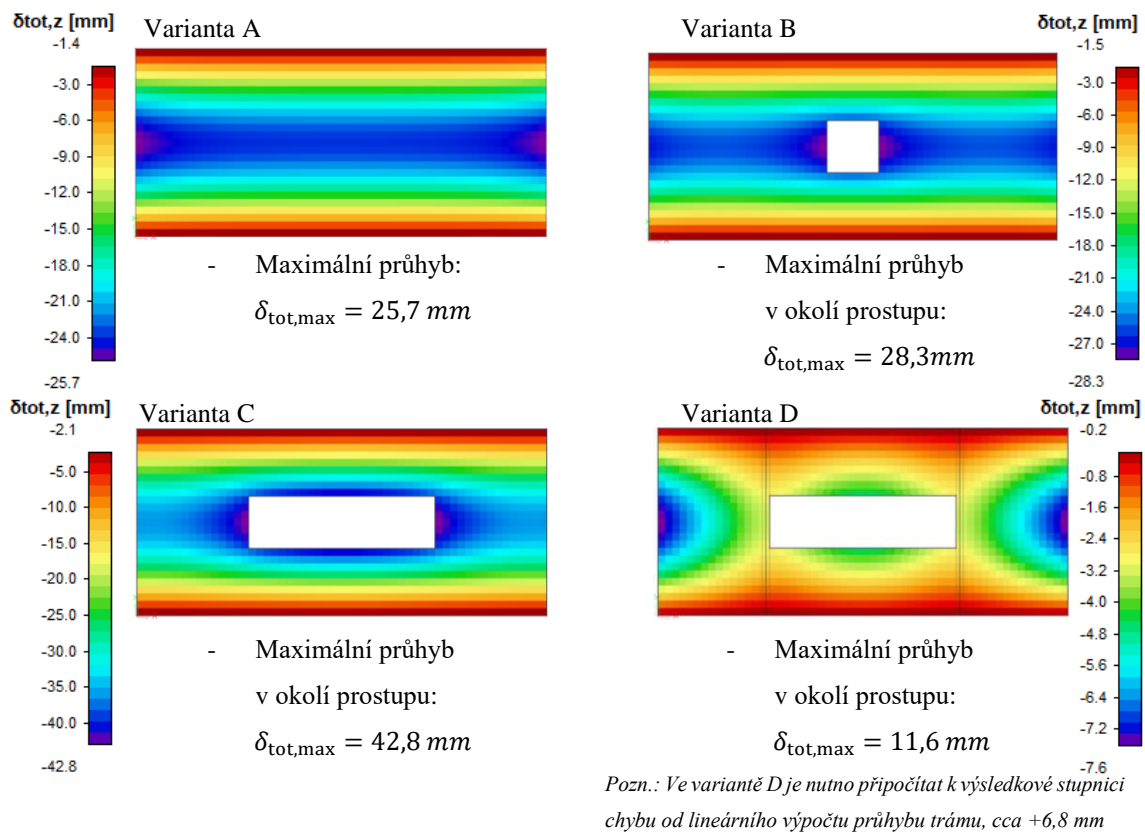 δtot,z [mm]
-1.4
-3.0
-6.0
-9.0
-12.0
-15.0
-18.0
-21.0
-24.0
-25.7
Varianta A
- Maximální průhyb:
δtot,max = 25,7 mm
Varianta B
- Maximální průhyb
v okolí prostupu:
δtot,max = 28,3mm
δtot,z [mm]
-1.5
-3.0
-6.0
-9.0
-12.0
-15.0
-18.0
-21.0
-24.0
-27.0
-28.3
δtot,z [mm]
-2.1
-5.0
-10.0
-15.0
-20.0
-25.0
-30.0
-35.0
-40.0
-42.8
Varianta C
- Maximální průhyb
v okolí prostupu:
δtot,max = 42,8 mm
Varianta D
- Maximální průhyb
v okolí prostupu:
δtot,max = 11,6 mm
δtot,z [mm]
-0.2
-0.8
-1.6
-2.4
-3.2
-4.0
-4.8
-5.6
-6.4
-7.2
-7.6
Pozn.: Ve variantě D je nutno připočítat k výsledkové stupnici
chybu od lineárního výpočtu průhybu trámu, cca +6,8 mm